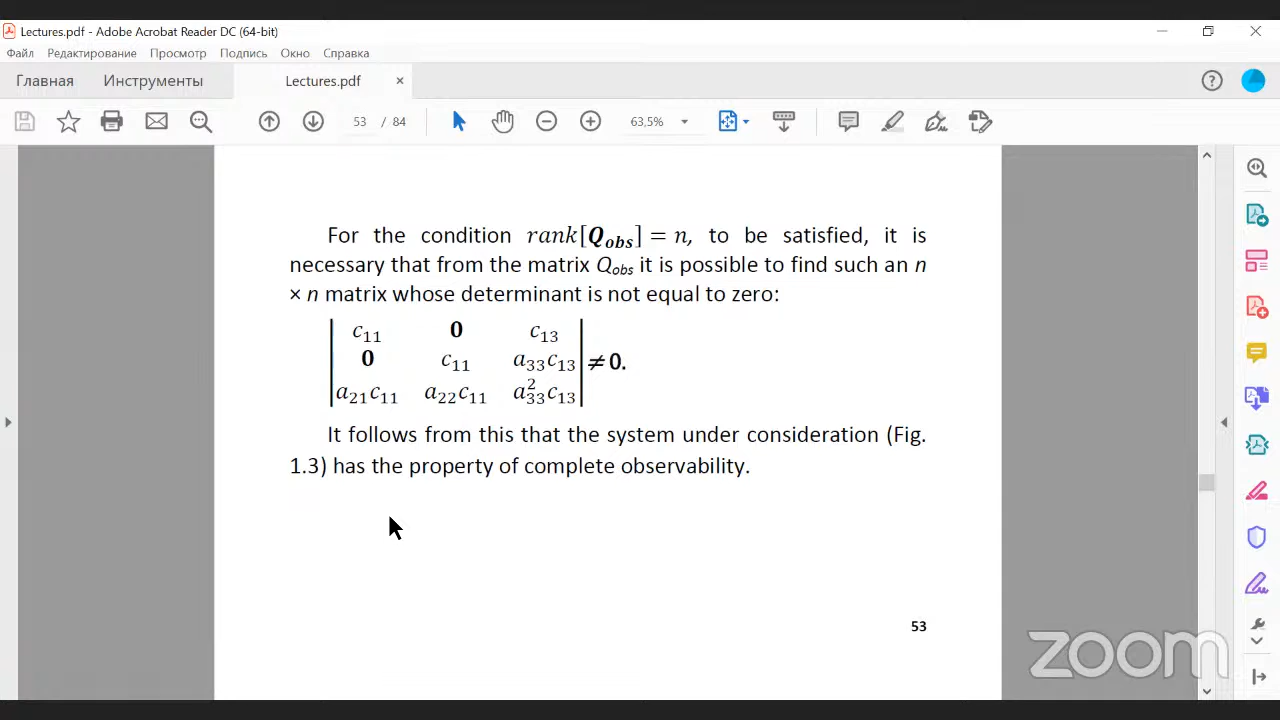 Lectures.pdf - Adobe Acrobat Reader DC (64-bit)
Файл Редактирование Просмотр Подпись Окно Справка
Главная Инструменты Lectures.pdf ×
53 / 84 63,5%
For the condition rank[Q_obs] = n, to be satisfied, it is
necessary that from the matrix Q_obs it is possible to find such an n
× n matrix whose determinant is not equal to zero:
| c₁₁ 0 c₁₃ |
| 0 c₁₁ a₃₃c₁₃ | ≠ 0.
| a₂₁c₁₁ a₂₂c₁₁ a₃₃²c₁₃ |
It follows from this that the system under consideration (Fig.
1.3) has the property of complete observability.
53
zoom